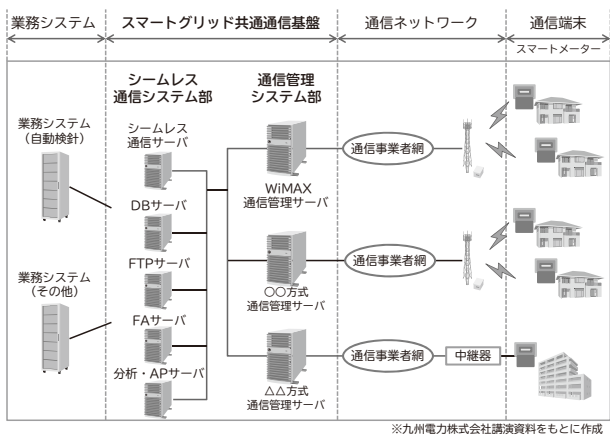 業務システム
スマートグリッド共通通信基盤
通信ネットワーク
通信端末
スマートメーター
シームレス
通信システム部
通信管理
システム部
業務システム
（自動検針）
シームレス
通信サーバ
DBサーバ
FTPサーバ
FAサーバ
分析・APサーバ
業務システム
（その他）
WiMAX
通信管理サーバ
○○方式
通信管理サーバ
△△方式
通信管理サーバ
通信事業者網
通信事業者網
通信事業者網
中継器
※九州電力株式会社講演資料をもとに作成